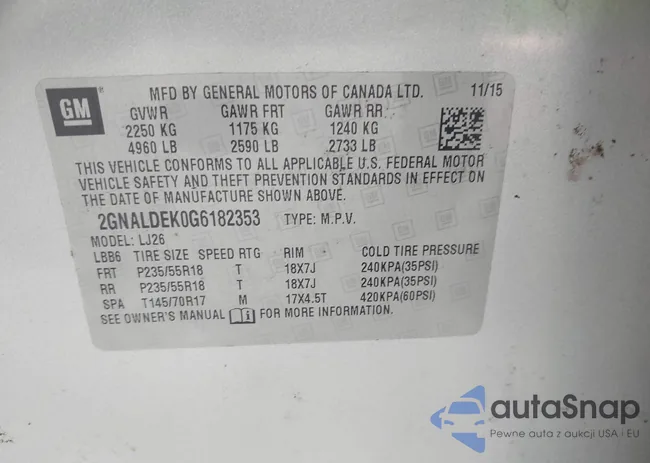 GM
MFD BY GENERAL MOTORS OF CANADA LTD. 11/15
GVWR GAWR FRT GAWR RR
2250 KG 1175 KG 1240 KG
4960 LB 2590 LB 2733 LB
THIS VEHICLE CONFORMS TO ALL APPLICABLE U.S. FEDERAL MOTOR
VEHICLE SAFETY AND THEFT PREVENTION STANDARDS IN EFFECT ON
THE DATE OF MANUFACTURE SHOWN ABOVE.
2GNALDEK0G6182353 TYPE: M.P.V.
MODEL: LJ26
LBB6 TIRE SIZE SPEED RTG RIM COLD TIRE PRESSURE
FRT P235/55R18 T 18X7J 240KPA(35PSI)
RR P235/55R18 T 18X7J 240KPA(35PSI)
SPA T145/70R17 M 17X4.5T 420KPA(60PSI)
SEE OWNER'S MANUAL i FOR MORE INFORMATION.
autaSnap
Pewne auta z aukcji USA i EU